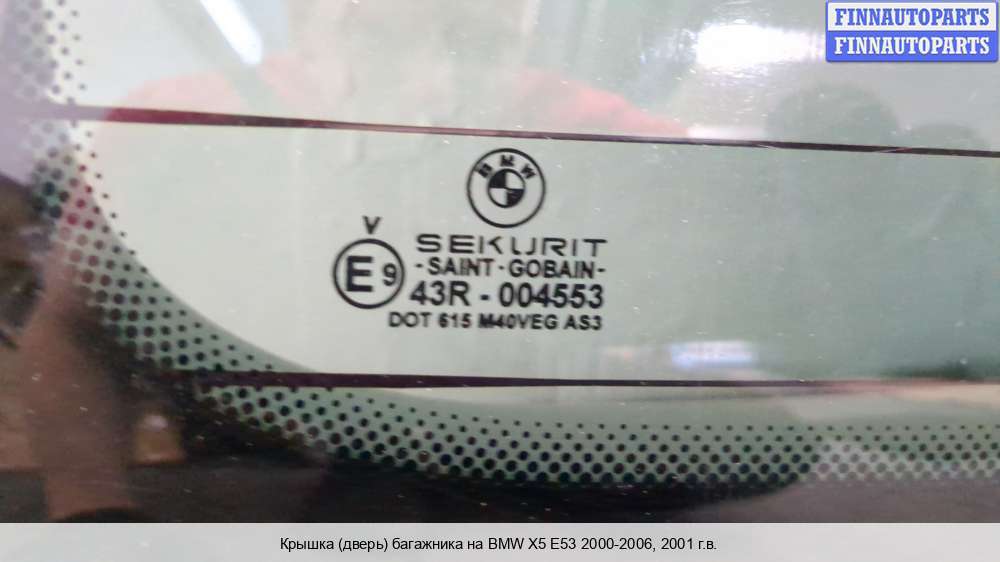 FINNAUTOPARTS
FINNAUTOPARTS
BMW
V
E9
SEKURIT
-SAINT-GOBAIN-
43R - 004553
DOT 615 M40VEG AS3
Крышка (дверь) багажника на BMW X5 E53 2000-2006, 2001 г.в.